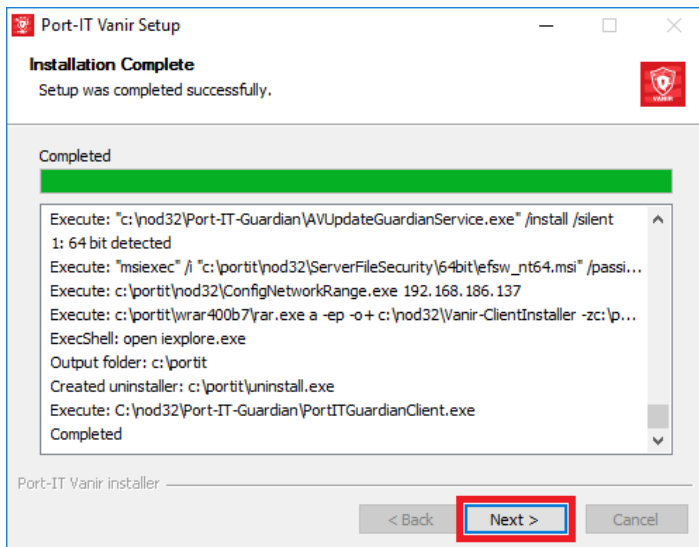 Port-IT Vanir Setup
Installation Complete
Setup was completed successfully.
VANIR
Completed
Execute: "c:\nod32\Port-IT-Guardian\AVUpdateGuardianService.exe" /install /silent
1: 64 bit detected
Execute: "msiexec" /i "c:\portit\nod32\ServerFileSecurity\64bit\efsw_nt64.msi" /passi...
Execute: c:\portit\nod32\ConfigNetworkRange.exe 192.168.186.137
Execute: c:\portit\wrar400b7\rar.exe a -ep -o+ c:\nod32\Vanir-ClientInstaller -zc:\p...
ExecShell: open iexplore.exe
Output folder: c:\portit
Created uninstaller: c:\portit\uninstall.exe
Execute: C:\nod32\Port-IT-Guardian\PortITGuardianClient.exe
Completed
Port-IT Vanir installer
< Back Next > Cancel